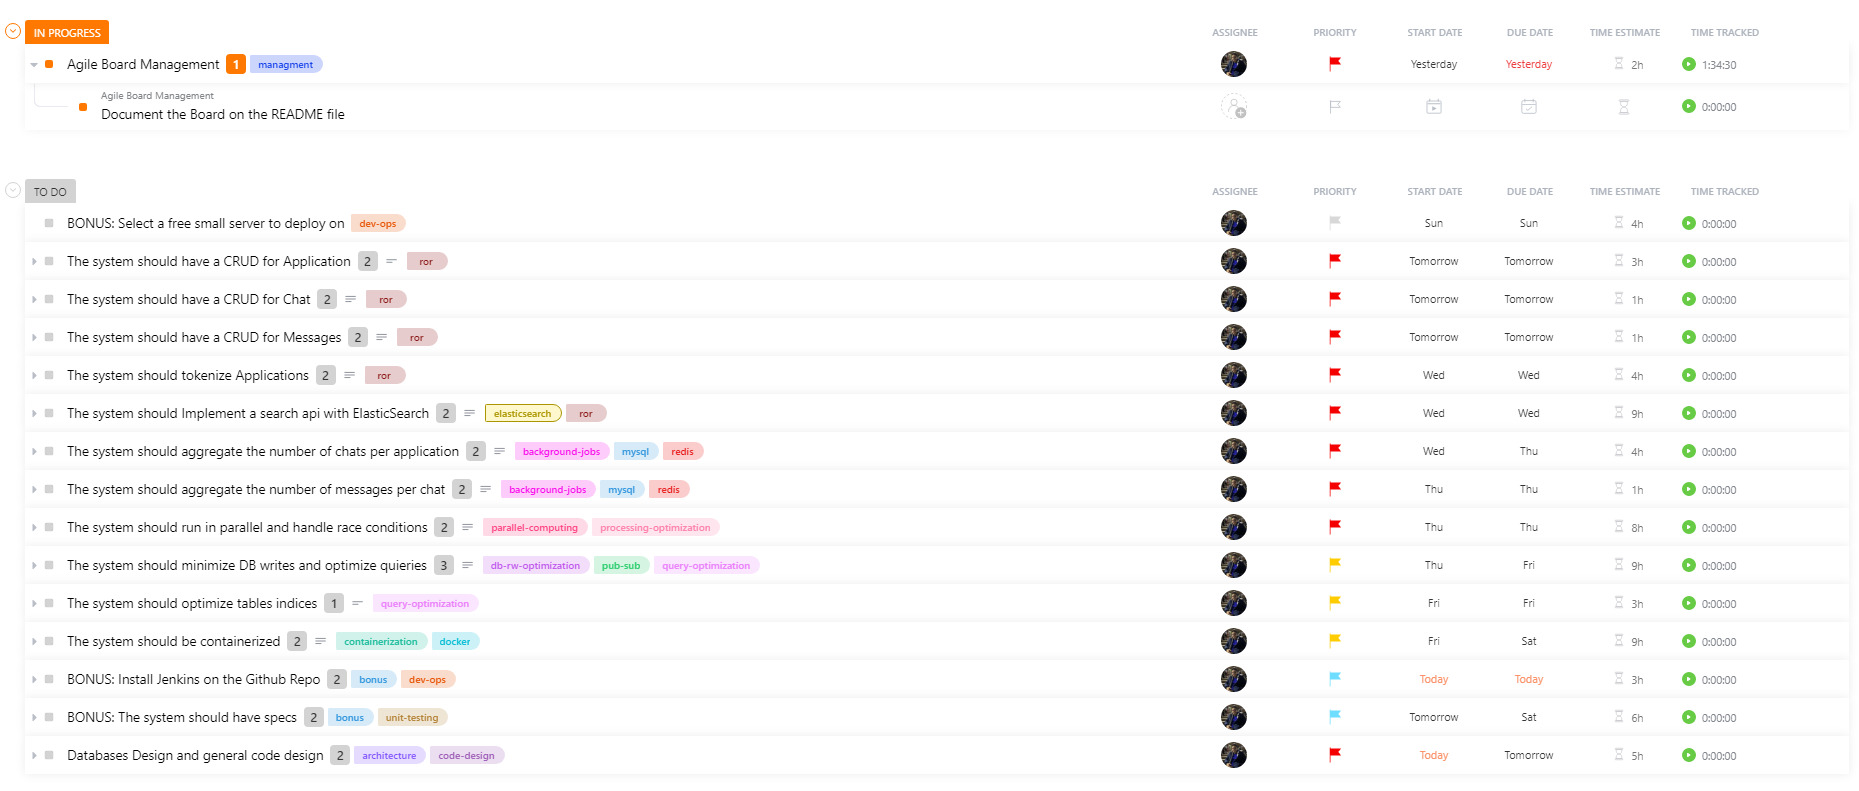 IN PROGRESS ASSIGNEE PRIORITY START DATE DUE DATE TIME ESTIMATE TIME TRACKED
Agile Board Management 1 managment Yesterday Yesterday 2h 1:34:30
Agile Board Management
Document the Board on the README file 0:00:00
TO DO ASSIGNEE PRIORITY START DATE DUE DATE TIME ESTIMATE TIME TRACKED
BONUS: Select a free small server to deploy on dev-ops Sun Sun 4h 0:00:00
The system should have a CRUD for Application 2 ror Tomorrow Tomorrow 3h 0:00:00
The system should have a CRUD for Chat 2 ror Tomorrow Tomorrow 1h 0:00:00
The system should have a CRUD for Messages 2 ror Tomorrow Tomorrow 1h 0:00:00
The system should tokenize Applications 2 ror Wed Wed 4h 0:00:00
The system should Implement a search api with ElasticSearch 2 elasticsearch ror Wed Wed 9h 0:00:00
The system should aggregate the number of chats per application 2 background-jobs mysql redis Wed Thu 4h 0:00:00
The system should aggregate the number of messages per chat 2 background-jobs mysql redis Thu Thu 1h 0:00:00
The system should run in parallel and handle race conditions 2 parallel-computing processing-optimization Thu Thu 8h 0:00:00
The system should minimize DB writes and optimize quieries 3 db-rw-optimization pub-sub query-optimization Thu Fri 9h 0:00:00
The system should optimize tables indices 1 query-optimization Fri Fri 3h 0:00:00
The system should be containerized 2 containerization docker Fri Sat 9h 0:00:00
BONUS: Install Jenkins on the Github Repo 2 bonus dev-ops Today Today 3h 0:00:00
BONUS: The system should have specs 2 bonus unit-testing Tomorrow Sat 6h 0:00:00
Databases Design and general code design 2 architecture code-design Today Tomorrow 5h 0:00:00